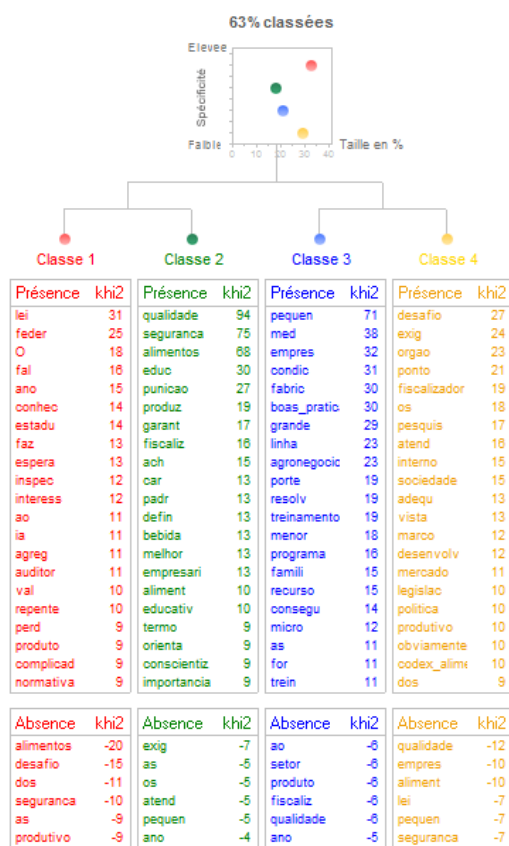 63% classées
Elevée
Spécificité
Faible
0 10 20 30 40
Taille en %
Classe 1 Classe 2 Classe 3 Classe 4
Présence khi2 Présence khi2 Présence khi2 Présence khi2
lei 31 qualidade 94 pequen 71 desafio 27
feder 25 seguranca 75 med 38 exig 24
O 18 alimentos 68 empres 32 orgao 23
fal 16 educ 30 condic 31 ponto 21
ano 15 punicao 27 fabric 30 fiscalizador 19
conhec 14 produz 19 boas_pratic 30 os 18
estadu 14 garant 17 grande 29 pesquis 17
faz 13 fiscaliz 16 linha 23 atend 16
espera 13 ach 15 agronegocic 23 interno 15
inspec 12 car 13 porte 19 sociedade 15
interess 12 padr 13 resolv 19 adequ 13
ao 11 defin 13 treinamento 19 vista 13
ia 11 bebida 13 menor 18 marco 12
agreg 11 melhor 13 programa 16 desenvolv 12
auditor 11 empresari 13 famili 15 mercado 11
val 10 aliment 10 recurso 15 legislac 10
repente 10 educativ 10 consegu 14 politica 10
perd 9 termo 9 micro 12 produtivo 10
produto 9 orienta 9 as 11 obviamente 10
complicad 9 conscientiz 9 for 11 codex_alime 10
normativa 9 importancia 9 trein 11 dos 9
Absence khi2 Absence khi2 Absence khi2 Absence khi2
alimentos -20 exig -7 ao -6 qualidade -12
desafio -15 as -5 setor -6 empres -10
dos -11 os -5 produto -6 aliment -10
seguranca -10 atend -5 fiscaliz -6 lei -7
as -9 pequen -5 qualidade -6 pequen -7
produtivo -9 ano -4 ano -5 seguranca -7